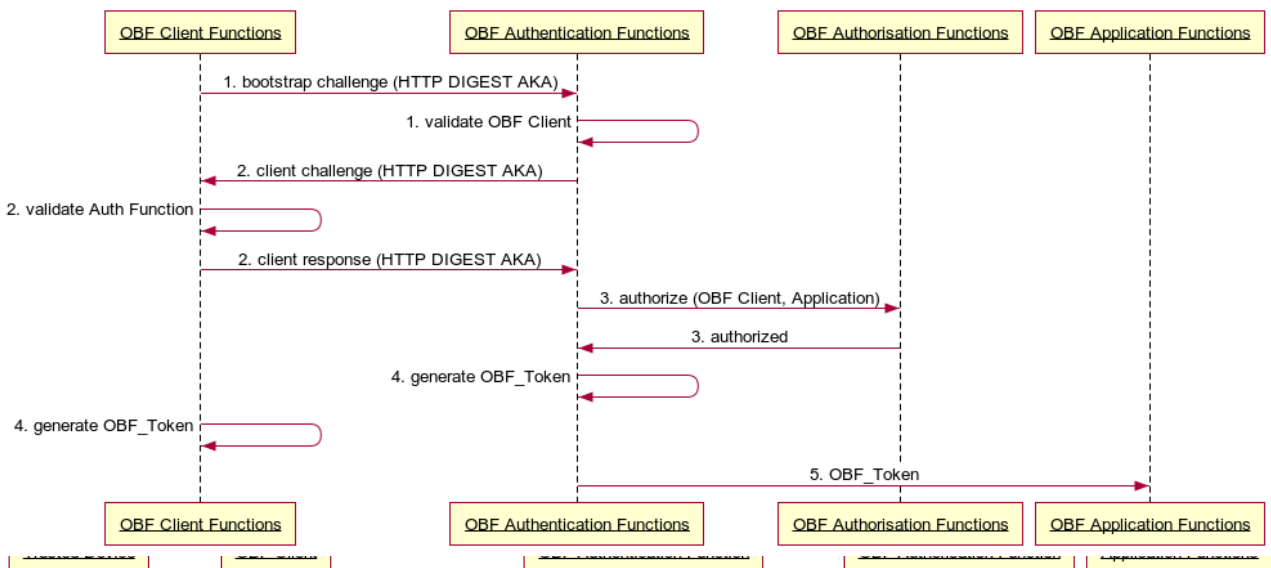 OBF Client Functions
OBF Authentication Functions
OBF Authorisation Functions
OBF Application Functions
1. bootstrap challenge (HTTP DIGEST AKA)
1. validate OBF Client
2. client challenge (HTTP DIGEST AKA)
2. validate Auth Function
2. client response (HTTP DIGEST AKA)
3. authorize (OBF Client, Application)
3. authorized
4. generate OBF_Token
4. generate OBF_Token
5. OBF_Token
OBF Client Functions
OBF Authentication Functions
OBF Authorisation Functions
OBF Application Functions